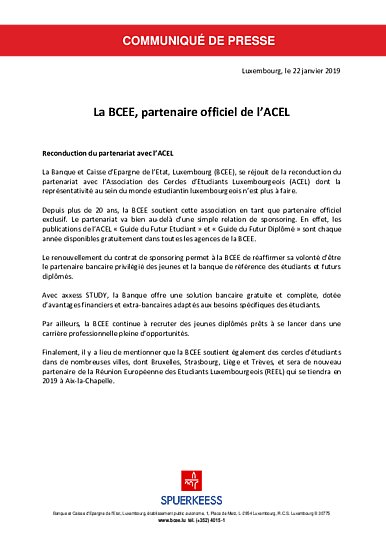 COMMUNIQUÉ DE PRESSE
Luxembourg, le 22 janvier 2019
La BCEE, partenaire officiel de l'ACEL
Reconduction du partenariat avec l'ACEL
La Banque et Caisse d'Epargne de l'Etat, Luxembourg (BCEE), se réjouit de la reconduction du
partenariat avec l'Association des Cercles d'Etudiants Luxembourgeois (ACEL) dont la
représentativité au sein du monde estudiantin luxembourgeois n'est plus à faire.
Depuis plus de 20 ans, la BCEE soutient cette association en tant que partenaire officiel
exclusif. Le partenariat va bien au-delà d'une simple relation de sponsoring. En effet, les
publications de l'ACEL « Guide du Futur Etudiant » et « Guide du Futur Diplômé » sont chaque
année disponibles gratuitement dans toutes les agences de la BCEE.
Le renouvellement du contrat de sponsoring permet à la BCEE de réaffirmer sa volonté d'être
le partenaire bancaire privilégié des jeunes et la banque de référence des étudiants et futurs
diplômés.
Avec axxess STUDY, la Banque offre une solution bancaire gratuite et complète, dotée
d'avantages financiers et extra-bancaires adaptés aux besoins spécifiques des étudiants.
Par ailleurs, la BCEE continue à recruter des jeunes diplômés prêts à se lancer dans une
carrière professionnelle pleine d'opportunités.
Finalement, il y a lieu de mentionner que la BCEE soutient également des cercles d'étudiants
dans de nombreuses villes, dont Bruxelles, Strasbourg, Liège et Trèves, et sera de nouveau
partenaire de la Réunion Européenne des Etudiants Luxembourgeois (REEL) qui se tiendra en
2019 à Aix-la-Chapelle.
SPUERKEESS
Banque et Caisse d'Epargne de l'Etat, Luxembourg, établissement public autonome, 1, Place de Metz, L-2954 Luxembourg, R.C.S. Luxembourg B 30775
www.bcee.lu tél. (+352) 4015-1